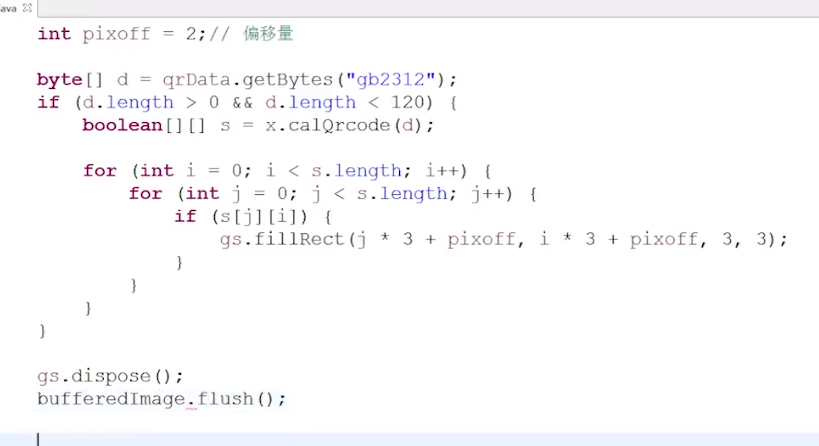 ava
int pixoff = 2;// 偏移量
byte[] d = qrData.getBytes("gb2312");
if (d.length > 0 && d.length < 120) {
boolean[][] s = x.calQrcode(d);
for (int i = 0; i < s.length; i++) {
for (int j = 0; j < s.length; j++) {
if (s[j][i]) {
gs.fillRect(j * 3 + pixoff, i * 3 + pixoff, 3, 3);
}
}
}
}
gs.dispose();
bufferedImage.flush();